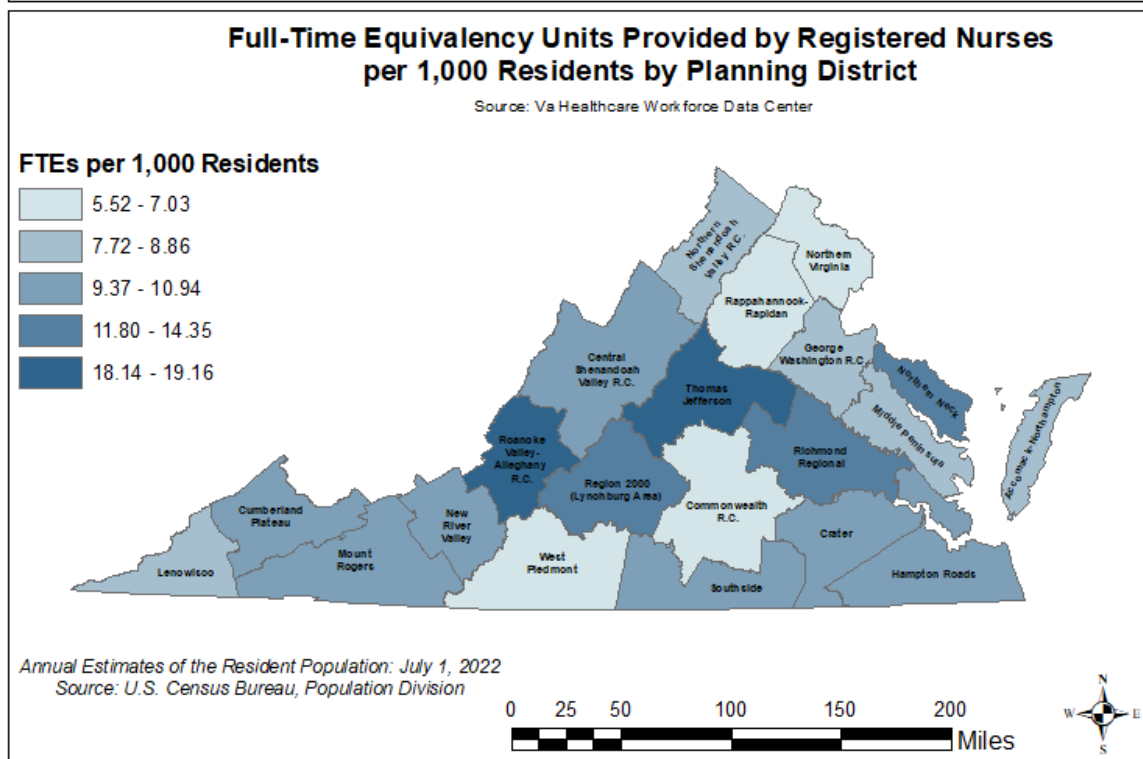 Full-Time Equivalency Units Provided by Registered Nurses
per 1,000 Residents by Planning District
Source: Va Healthcare Workforce Data Center
FTEs per 1,000 Residents
5.52 - 7.03
7.72 - 8.86
9.37 - 10.94
11.80 - 14.35
18.14 - 19.16
Northern
Shenandoah
Valley R.C.
Northern
Virginia
Rappahannock-
Rapidan
George
Washington R.C.
Northern Neck
Central
Shenandoah
Valley R.C.
Thomas
Jefferson
Middle Peninsula
Accomack-Northampton
Roanoke
Valley-
Alleghany
R.C.
Richmond
Regional
Region 2000
(Lynchburg Area)
Commonwealth
R.C.
Cumberland
Plateau
New
River
Valley
Crater
Mount
Rogers
West
Piedmont
Lenowisco
Southside
Hampton Roads
Annual Estimates of the Resident Population: July 1, 2022
Source: U.S. Census Bureau, Population Division
0 25 50 100 150 200
Miles
N
W E
S